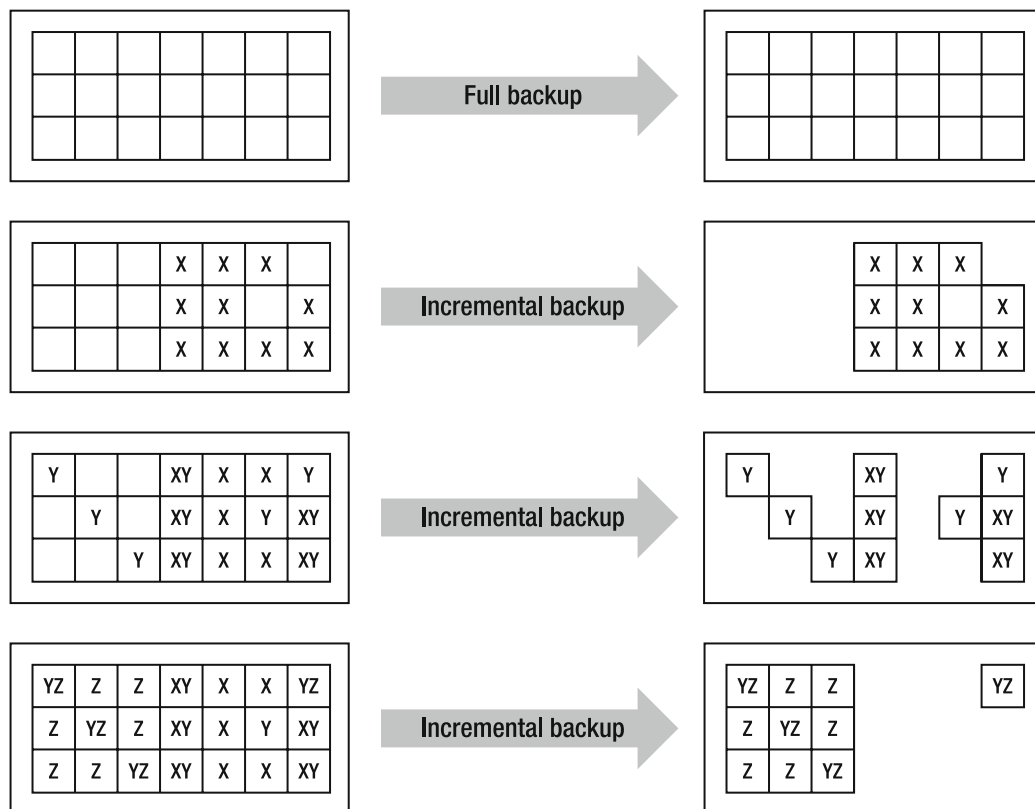 Full backup
X X X
X X X
X X X X
Incremental backup
X X X
X X X
X X X X
Y XY X X Y
Y XY X Y XY
Y XY X X XY
Incremental backup
Y XY Y
Y XY Y XY
Y XY XY
YZ Z Z XY X X YZ
Z YZ Z XY X Y XY
Z Z YZ XY X X XY
Incremental backup
YZ Z Z YZ
Z YZ Z
Z Z YZ